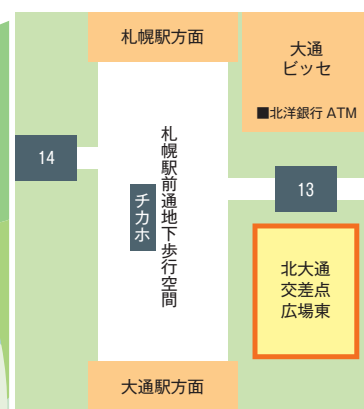 札幌駅方面
大通
ビッセ
■北洋銀行 ATM
14
札幌駅前通地下歩行空間
チカホ
13
北大通
交差点
広場東
大通駅方面